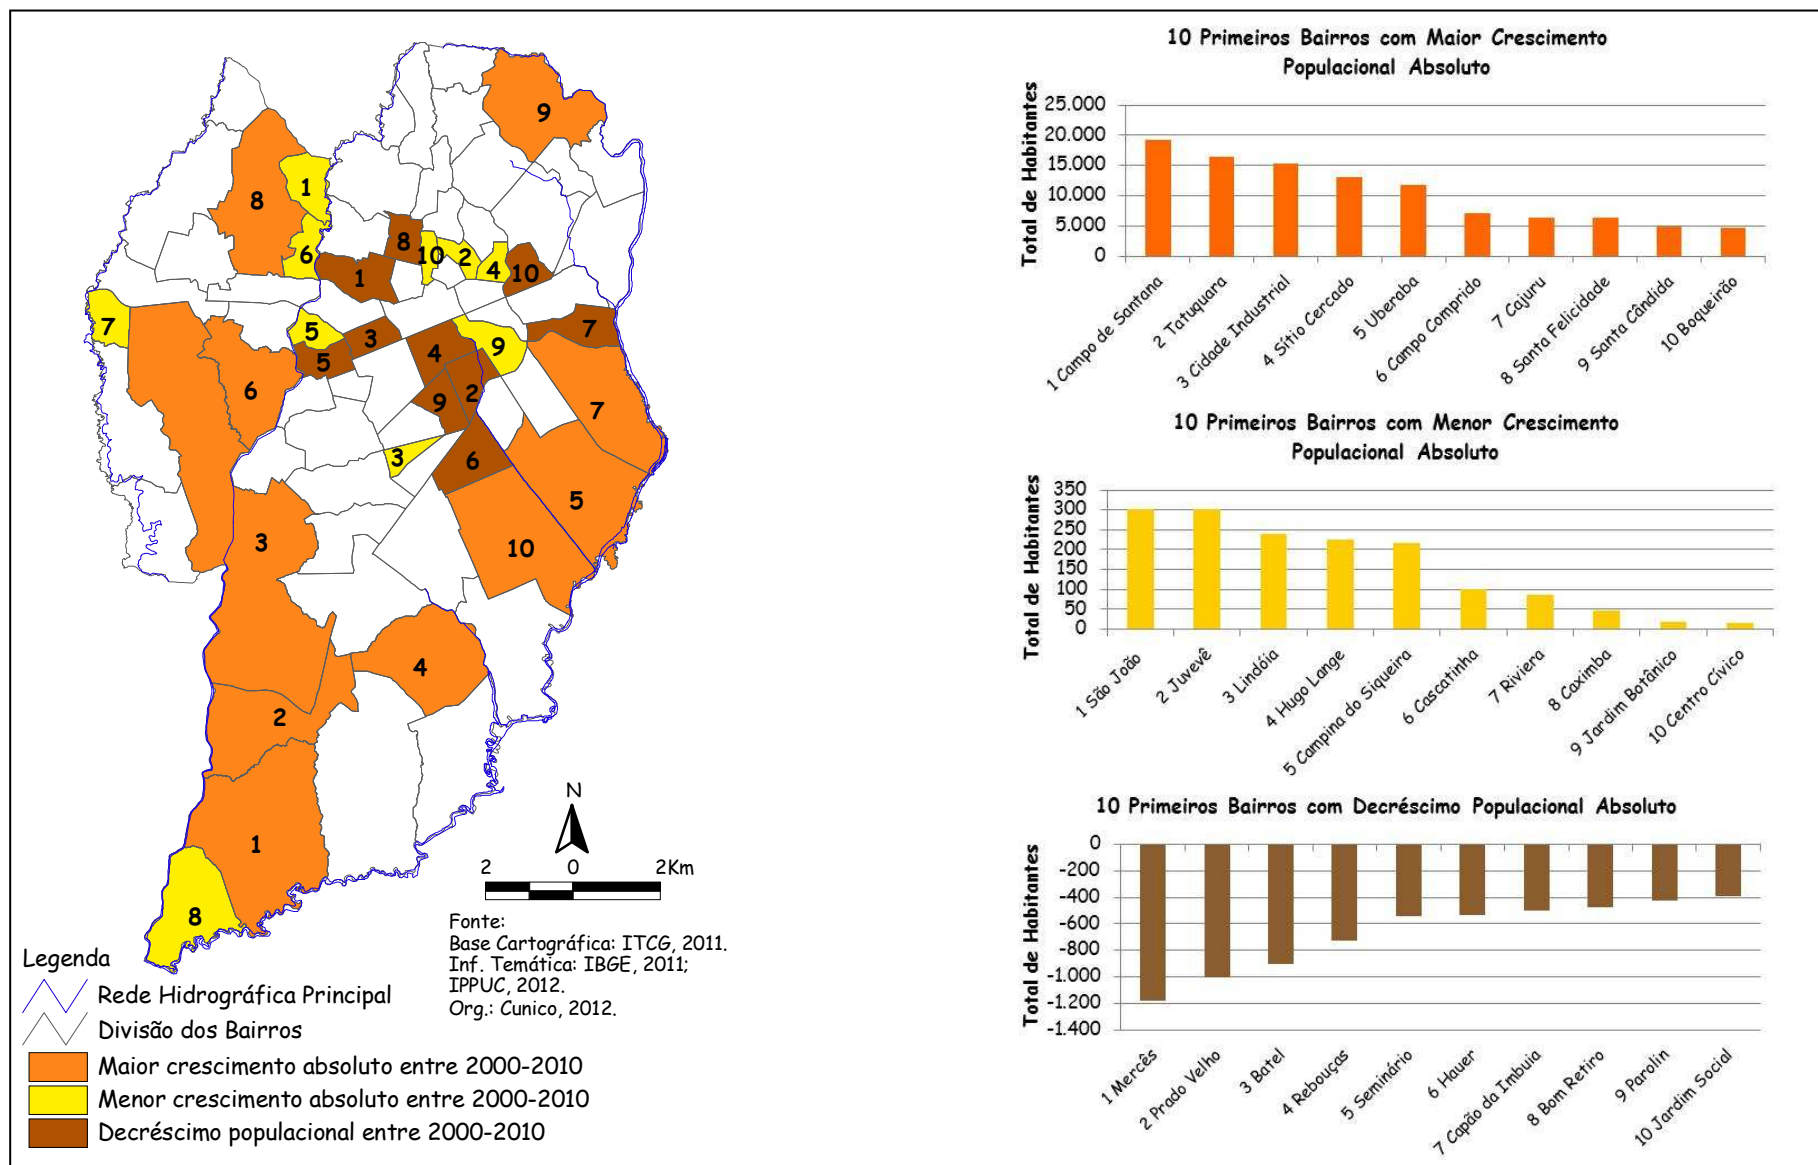 9
8
1
6
8
10
2
4
10
1
7
5
3
5
4
9
7
6
9
2
7
3
6
5
3
10
4
2
1
8
N
2
0
2Km
Fonte:
Base Cartográfica: ITCG, 2011.
Inf. Temática: IBGE, 2011;
IPPUC, 2012.
Org.: Cunico, 2012.
Legenda
Rede Hidrográfica Principal
Divisão dos Bairros
Maior crescimento absoluto entre 2000-2010
Menor crescimento absoluto entre 2000-2010
Decréscimo populacional entre 2000-2010
10 Primeiros Bairros com Maior Crescimento
Populacional Absoluto
Total de Habitantes
25.000
20.000
15.000
10.000
5.000
0
1 Campo de Santana
2 Tatuquara
3 Cidade Industrial
4 Sítio Cercado
5 Uberaba
6 Campo Comprido
7 Cajuru
8 Santa Felicidade
9 Santa Cândida
10 Boqueirão
10 Primeiros Bairros com Menor Crescimento
Populacional Absoluto
Total de Habitantes
350
300
250
200
150
100
50
0
1 São João
2 Juvevê
3 Lindóia
4 Hugo Lange
5 Campina do Siqueira
6 Cascatinha
7 Riviera
8 Caximba
9 Jardim Botânico
10 Centro Cívico
10 Primeiros Bairros com Decréscimo Populacional Absoluto
Total de Habitantes
0
-200
-400
-600
-800
-1.000
-1.200
-1.400
1 Mercês
2 Prado Velho
3 Batel
4 Rebouças
5 Seminário
6 Hauer
7 Capão da Imbuia
8 Bom Retiro
9 Parolin
10 Jardim Social